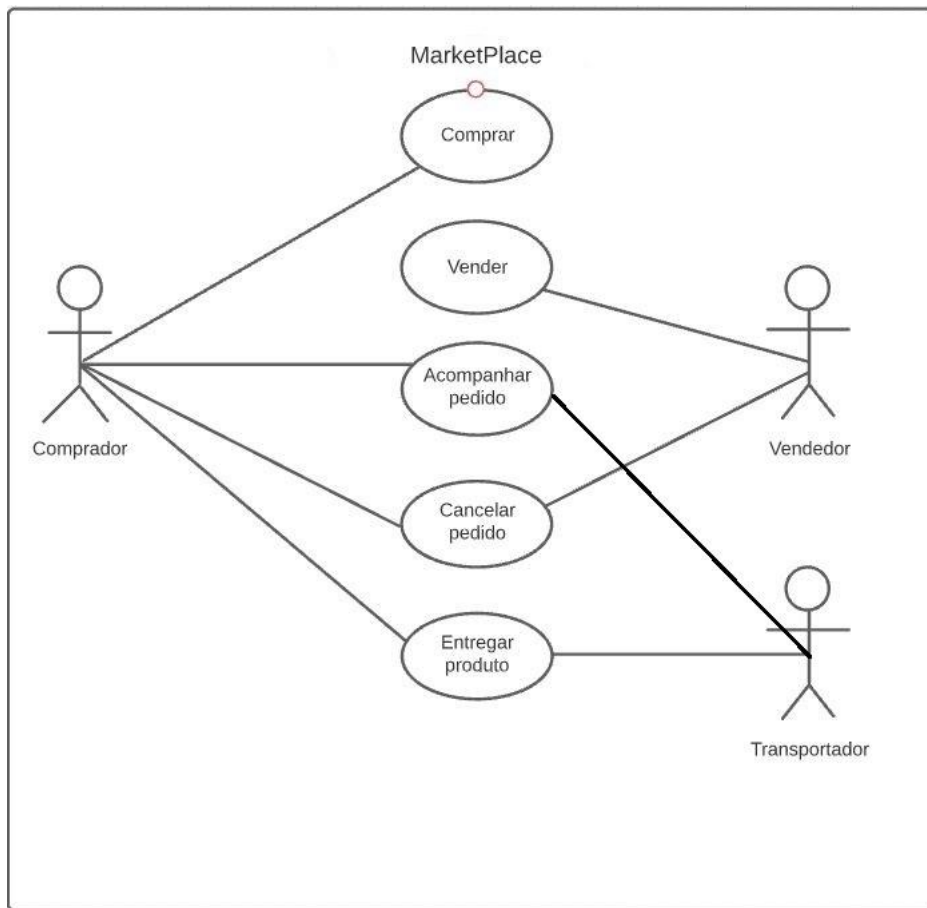 MarketPlace
Comprar
Vender
Acompanhar
pedido
Comprador
Vendedor
Cancelar
pedido
Entregar
produto
Transportador